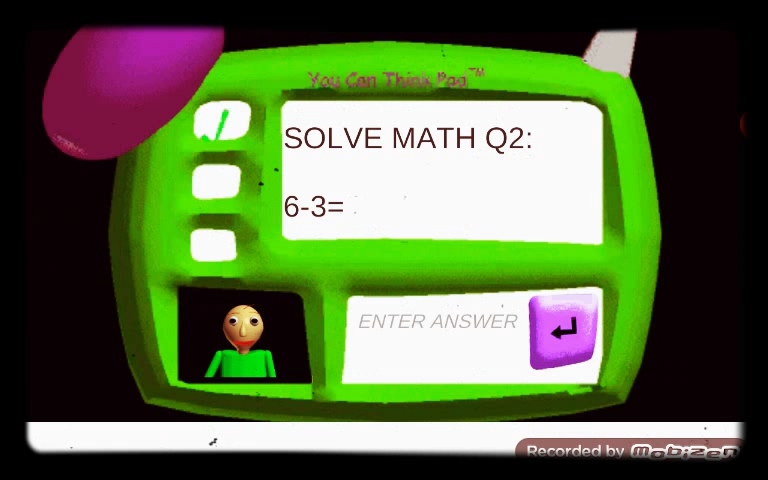 You Can Think Pad™
SOLVE MATH Q2:
6-3=
ENTER ANSWER
Recorded by mobizen